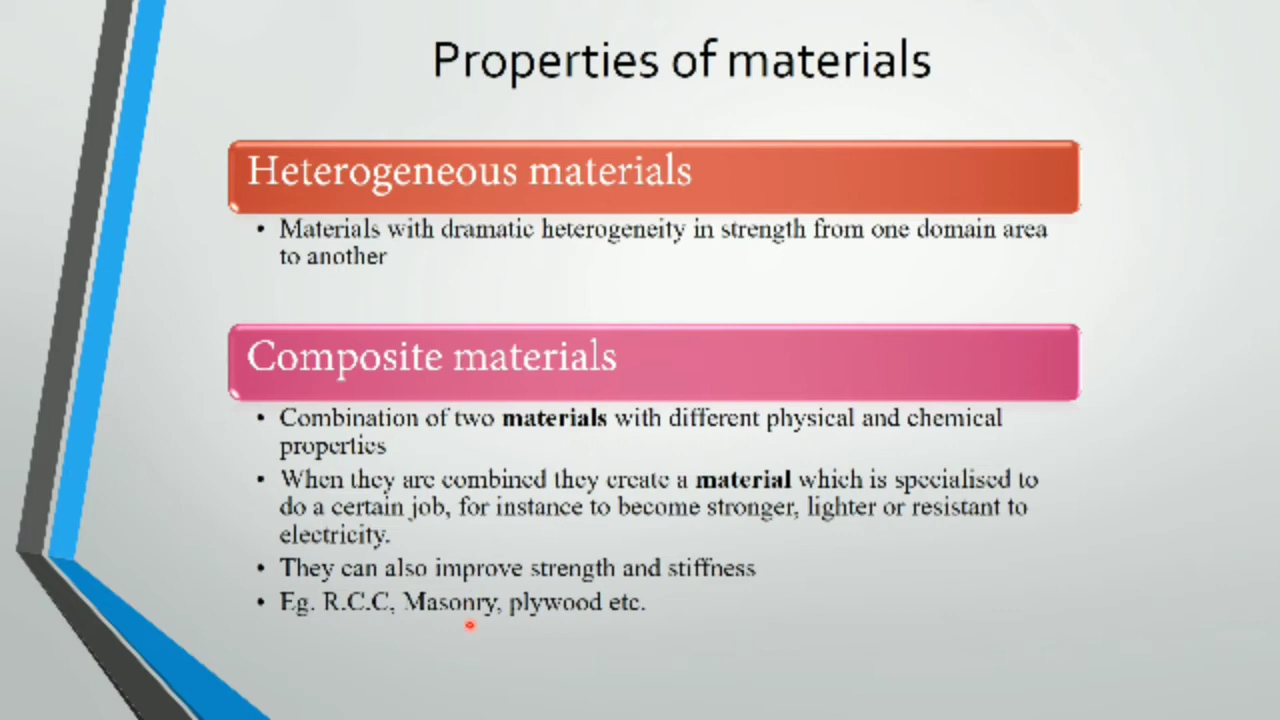 Properties of materials
Heterogeneous materials
• Materials with dramatic heterogeneity in strength from one domain area
to another
Composite materials
• Combination of two materials with different physical and chemical
properties
• When they are combined they create a material which is specialised to
do a certain job, for instance to become stronger, lighter or resistant to
electricity.
• They can also improve strength and stiffness
• Eg. R.C.C, Masonry, plywood etc.